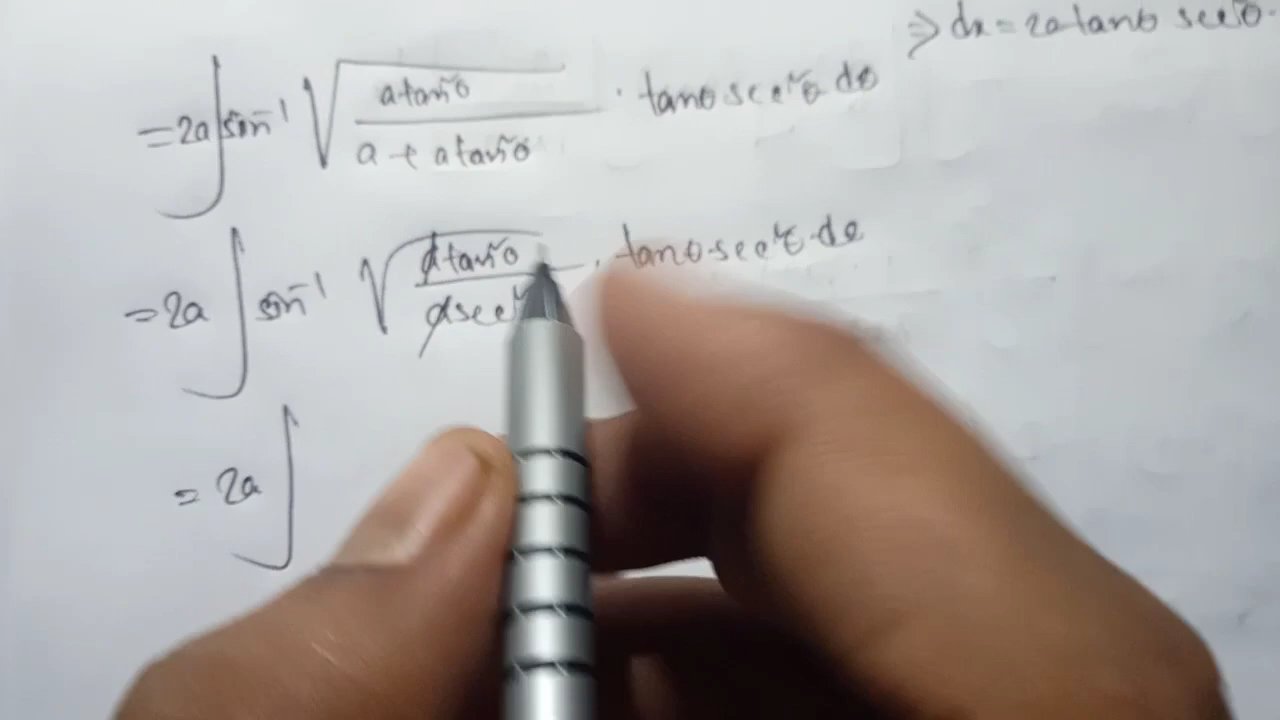 ⇒ dx = 2a tanθ sec²θ.
= 2a ∫ sin⁻¹ √(a tan²θ / a + a tan²θ) . tanθ sec²θ dθ
= 2a ∫ sin⁻¹ √(a tan²θ / a sec²) . tanθ.sec²θ.dθ
= 2a ∫